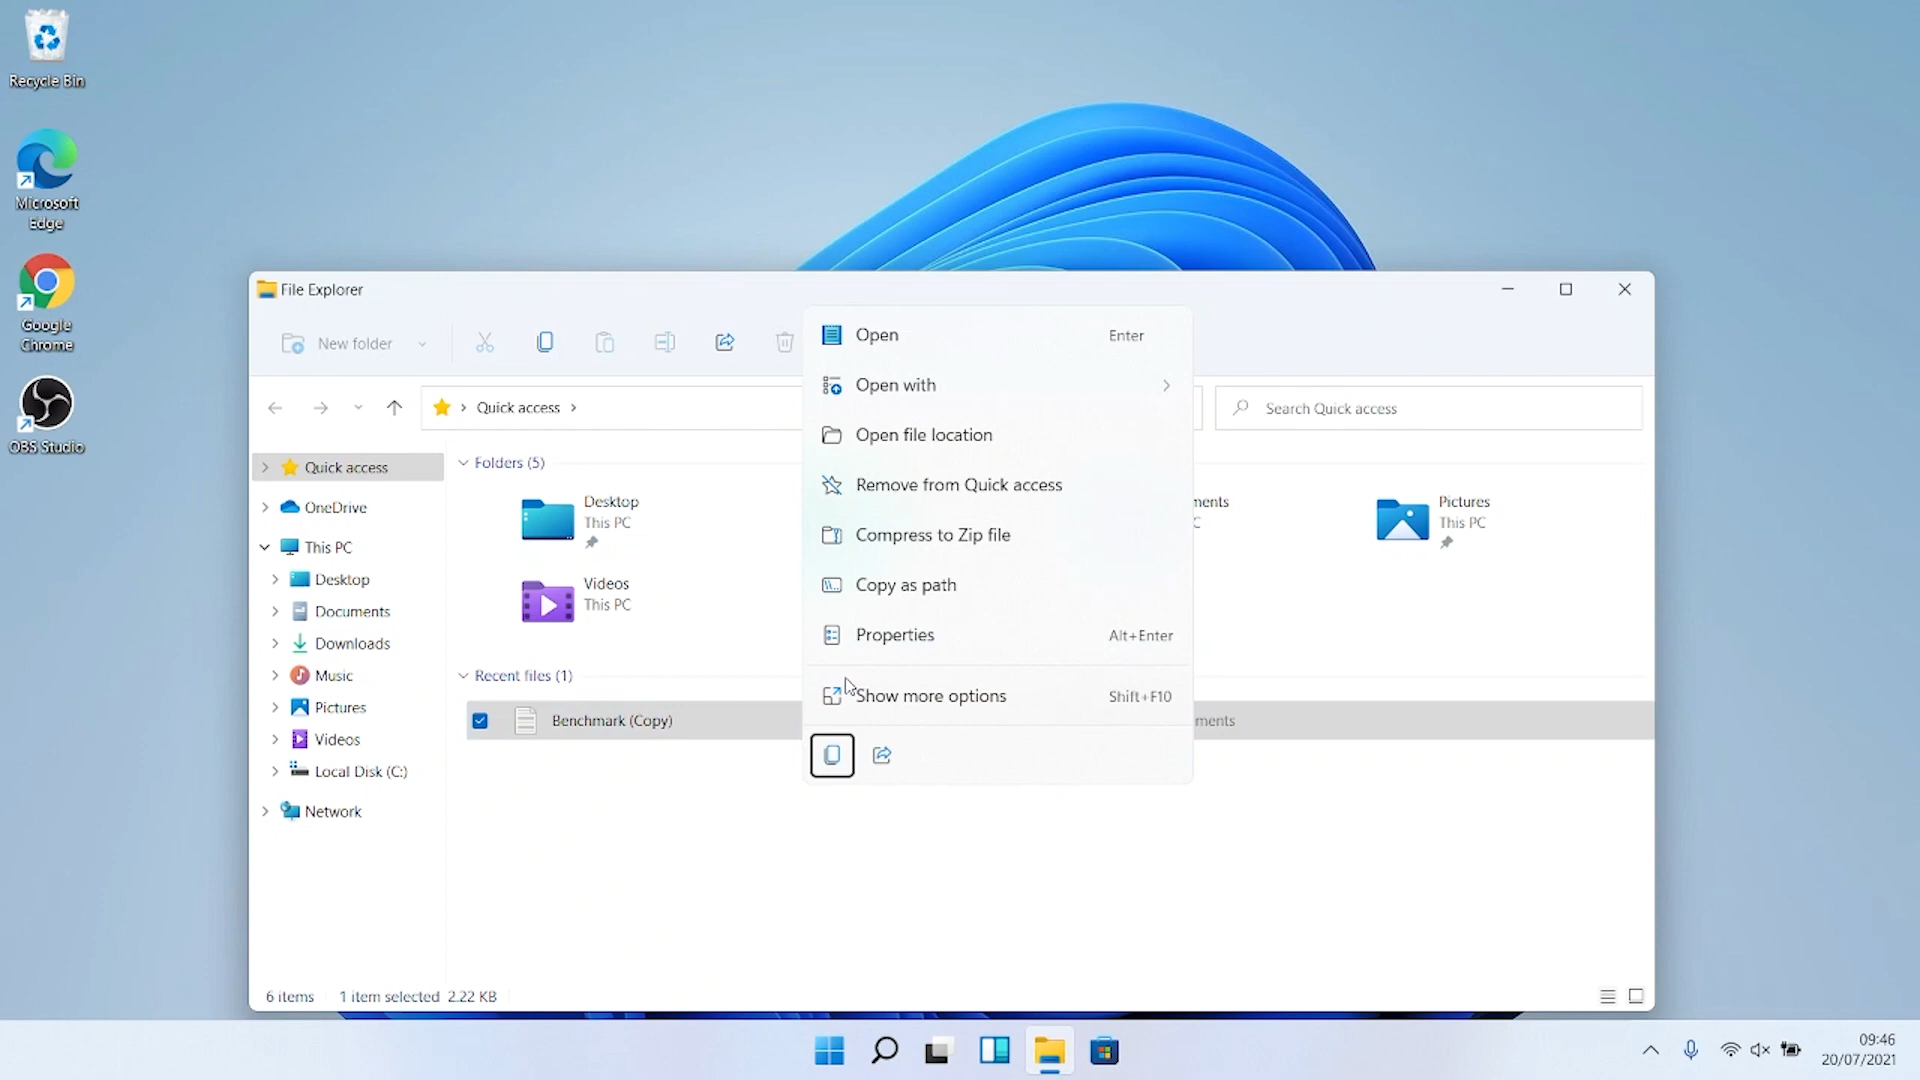 Recycle Bin
Microsoft
Edge
Google
Chrome
OBS Studio
File Explorer
New folder
Quick access
Search Quick access
Quick access
OneDrive
This PC
Desktop
Documents
Downloads
Music
Pictures
Videos
Local Disk (C:)
Network
Folders (5)
Desktop
This PC
Videos
This PC
ments
C
Pictures
This PC
Recent files (1)
Benchmark (Copy)
ments
Open Enter
Open with
Open file location
Remove from Quick access
Compress to Zip file
Copy as path
Properties Alt+Enter
Show more options Shift+F10
6 items 1 item selected 2.22 KB
09:46
20/07/2021